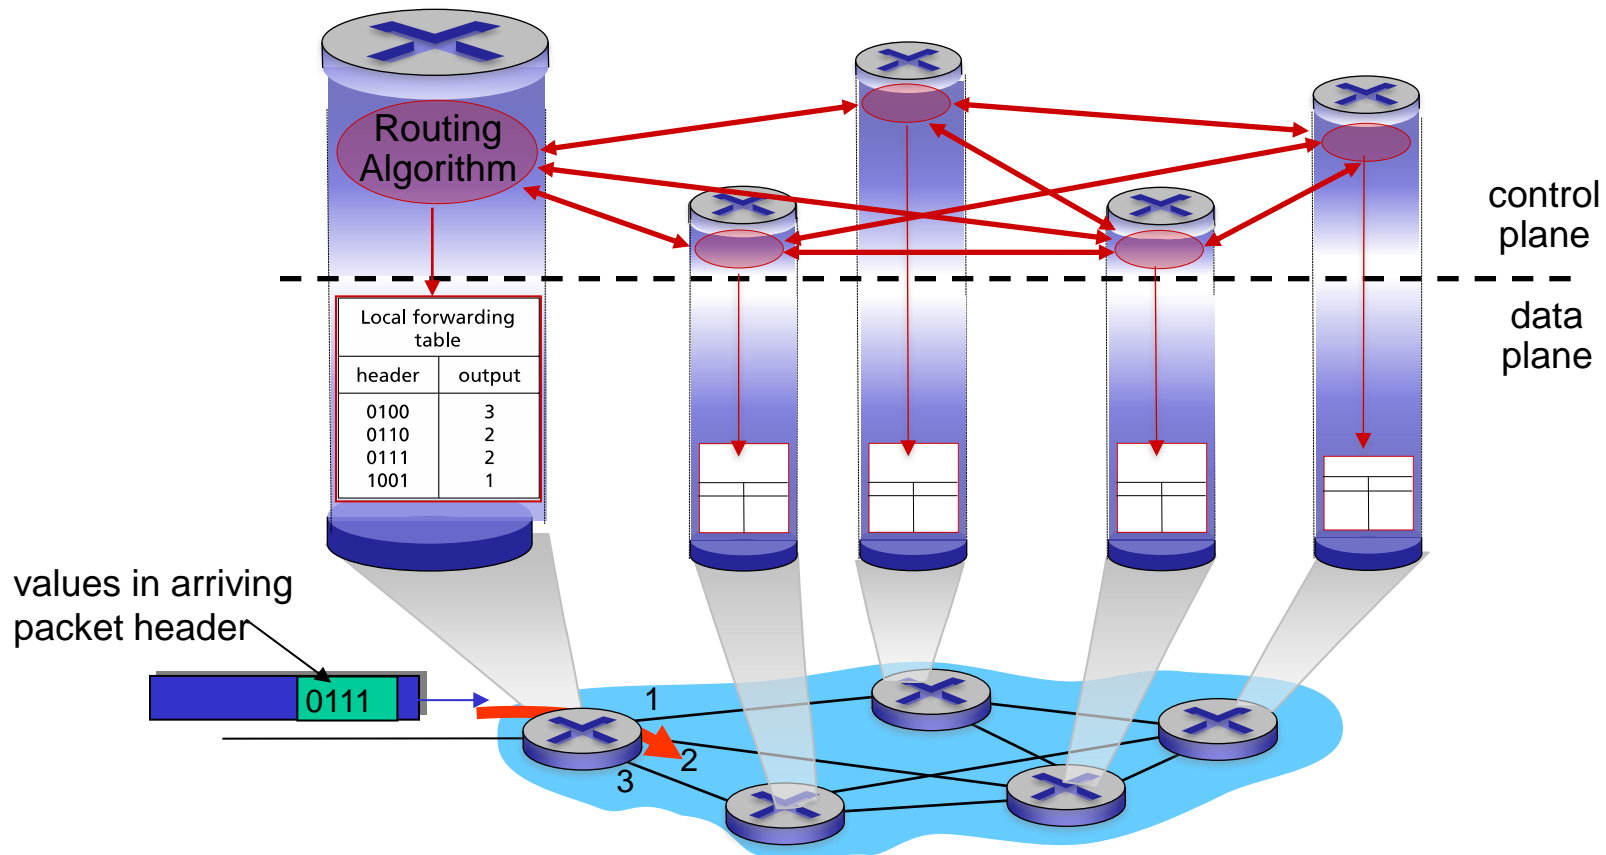 Routing
Algorithm
control
plane
data
plane
Local forwarding
table
header output
0100 3
0110 2
0111 2
1001 1
values in arriving
packet header
0111
1
2
3